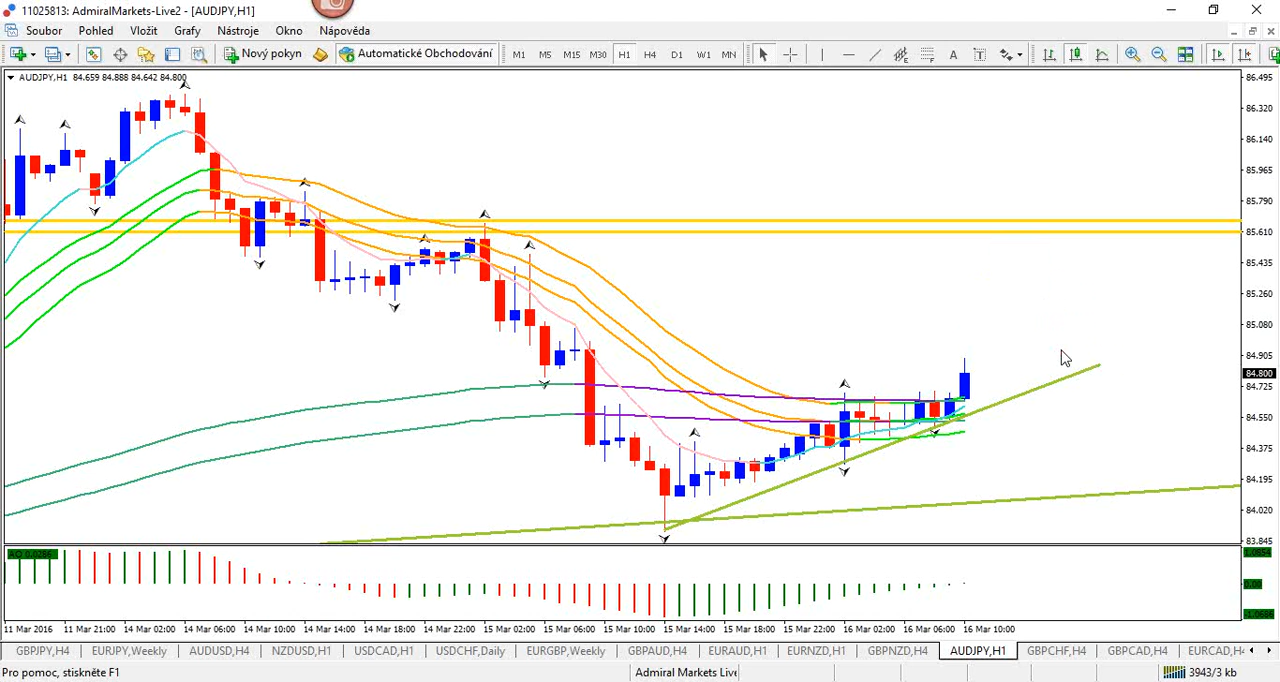 11025813: AdmiralMarkets-Live2 - [AUDJPY,H1]
Soubor Pohled Vložit Grafy Nástroje Okno Nápověda
Nový pokyn Automatické Obchodování M1 M5 M15 M30 H1 H4 D1 W1 MN
AUDJPY,H1 84.659 84.888 84.642 84.800
86.495
86.320
86.140
85.965
85.790
85.610
85.435
85.260
85.080
84.905
84.800
84.725
84.550
84.375
84.195
84.020
83.845
AO 0.0286
1.0854
0.00
11 Mar 2016 11 Mar 21:00 14 Mar 02:00 14 Mar 06:00 14 Mar 10:00 14 Mar 14:00 14 Mar 18:00 14 Mar 22:00 15 Mar 02:00 15 Mar 06:00 15 Mar 10:00 15 Mar 14:00 15 Mar 18:00 15 Mar 22:00 16 Mar 02:00 16 Mar 06:00 16 Mar 10:00
GBPJPY,H4 EURJPY,Weekly AUDUSD,H4 NZDUSD,H1 USDCAD,H1 USDCHF,Daily EURGBP,Weekly GBPAUD,H4 EURAUD,H1 EURNZD,H1 GBPNZD,H4 AUDJPY,H1 GBPCHF,H4 GBPCAD,H4 EURCAD,H4
Pro pomoc, stiskněte F1 Admiral Markets Live 3943/3 kb